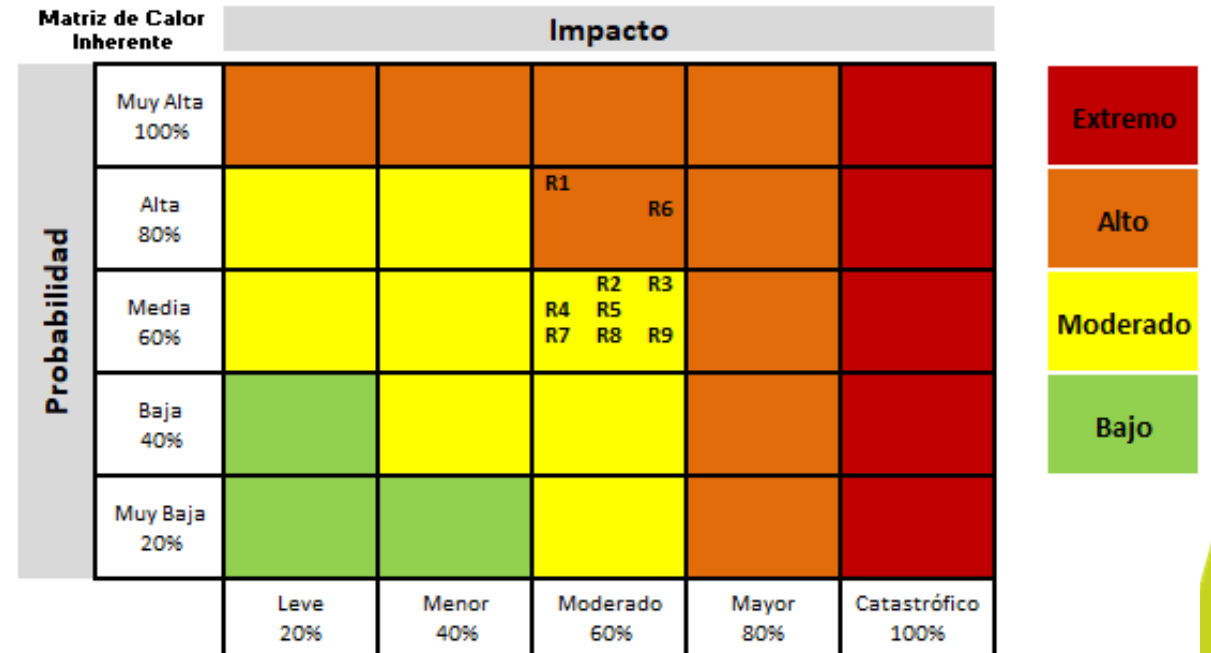 Matriz de Calor
Inherente
Impacto
Probabilidad
Muy Alta
100%
Extremo
Alta
80%
R1
R6
Alto
Media
60%
R2 R3
R4 R5
R7 R8 R9
Moderado
Baja
40%
Bajo
Muy Baja
20%
Leve
20%
Menor
40%
Moderado
60%
Mayor
80%
Catastrófico
100%